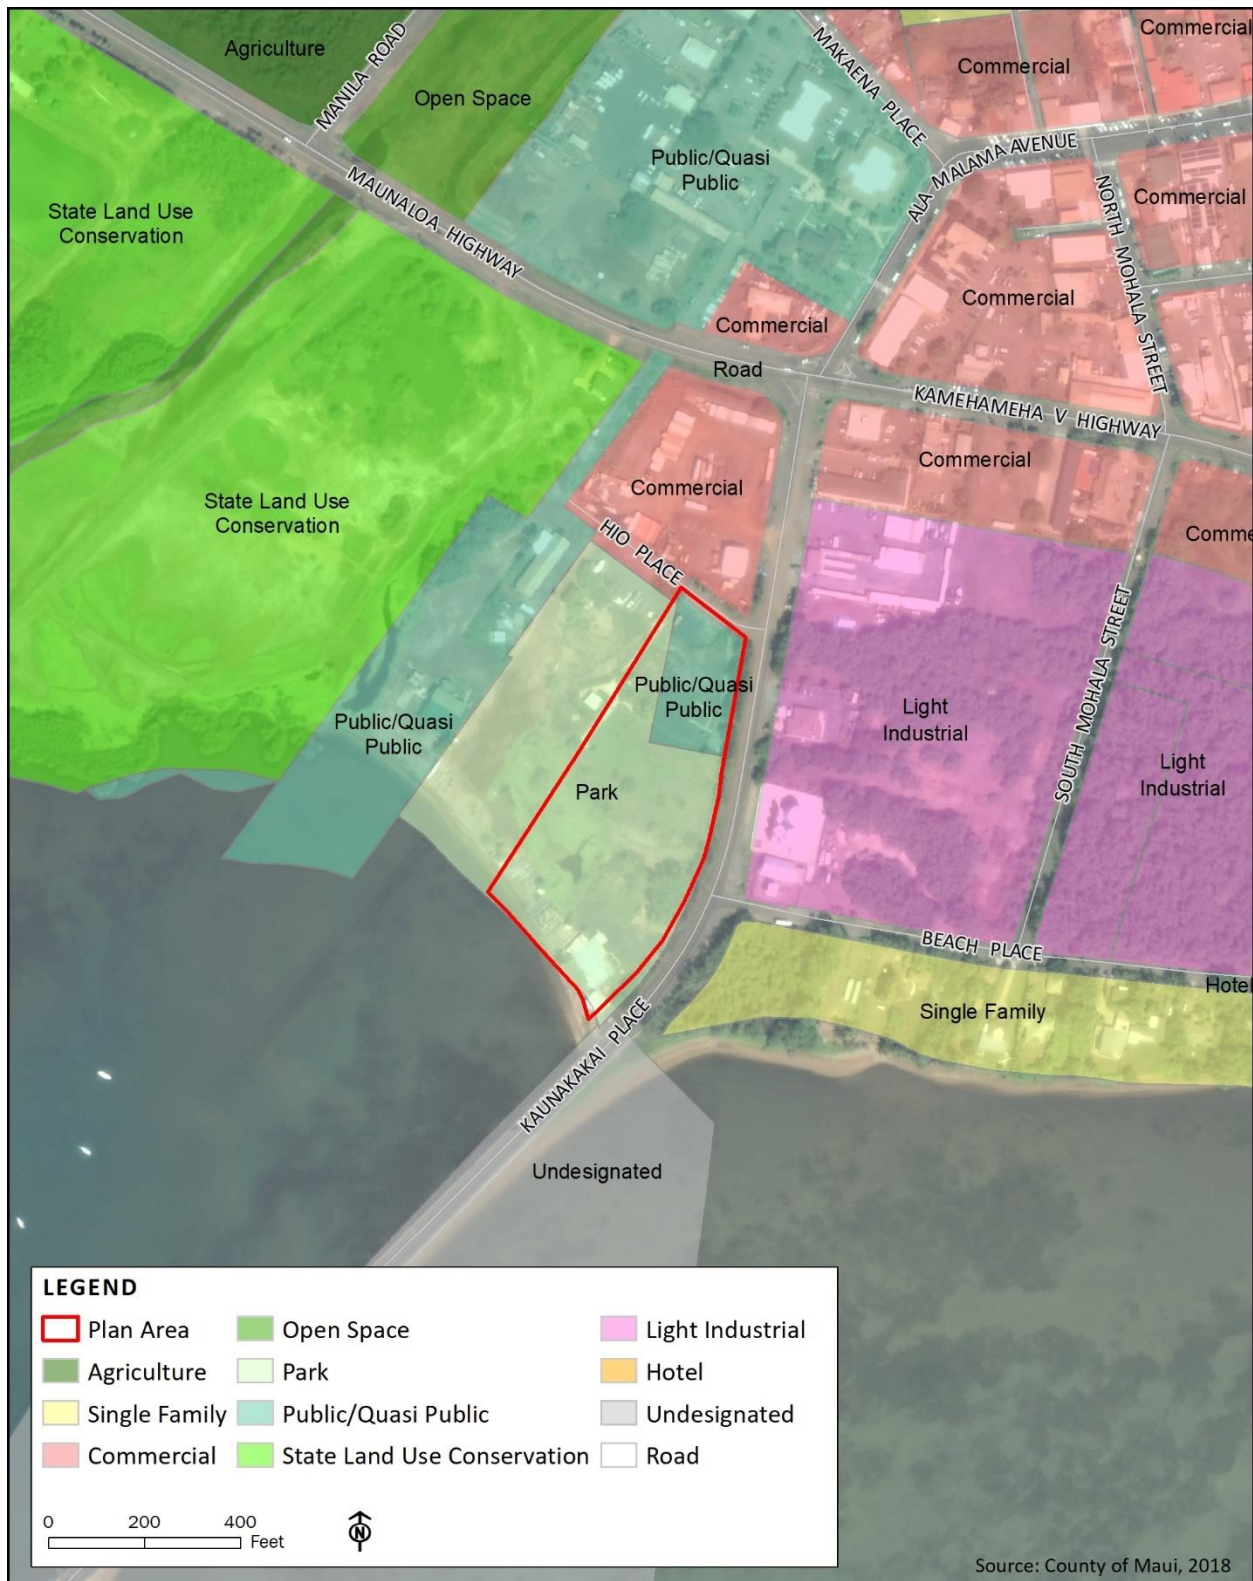 Agriculture
MANILA ROAD
Open Space
MAKAENA PLACE
Commercial
Commercial
Public/Quasi
Public
ALA MALAMA AVENUE
NORTH MOHALA STREET
Commercial
State Land Use
Conservation
MAUNALOA HIGHWAY
Commercial
Commercial
Road
KAMEHAMEHA V HIGHWAY
Commercial
Commercial
State Land Use
Conservation
HIO PLACE
Comme
SOUTH MOHALA STREET
Public/Quasi
Public
Public/Quasi
Public
Light
Industrial
Light
Industrial
Park
BEACH PLACE
Hotel
Single Family
KAUNAKAKAI PLACE
Undesignated
LEGEND
Plan Area
Agriculture
Single Family
Commercial
Open Space
Park
Public/Quasi Public
State Land Use Conservation
Light Industrial
Hotel
Undesignated
Road
0 200 400
Feet
N
Source: County of Maui, 2018